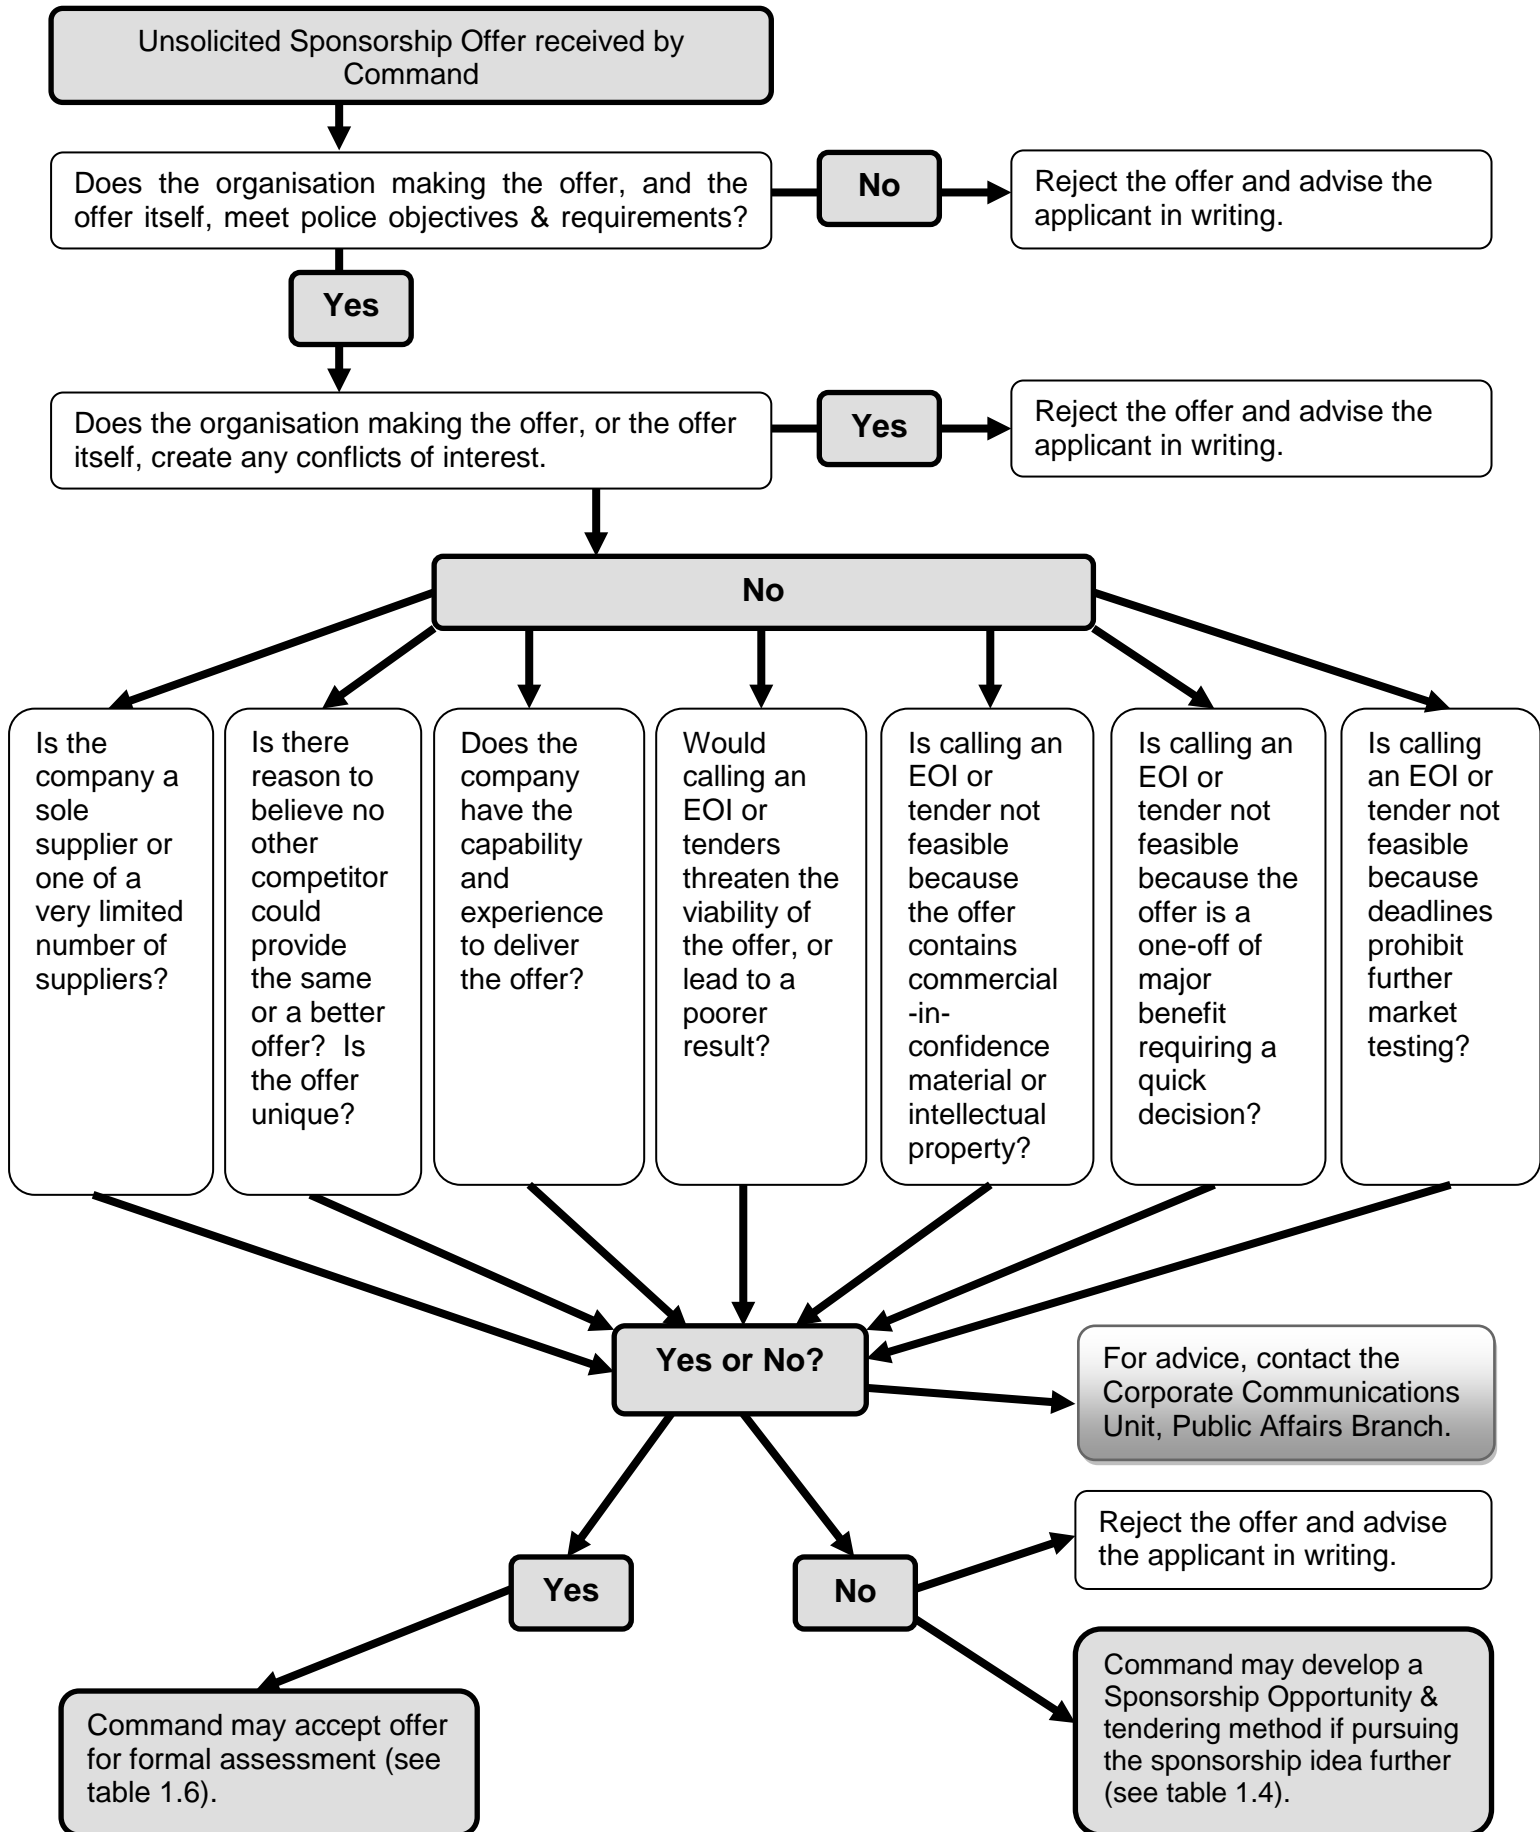 Unsolicited Sponsorship Offer received by
Command
Does the organisation making the offer, and the
offer itself, meet police objectives & requirements?
No
Reject the offer and advise the
applicant in writing.
Yes
Does the organisation making the offer, or the offer
itself, create any conflicts of interest.
Yes
Reject the offer and advise the
applicant in writing.
No
Is the
company a
sole
supplier or
one of a
very limited
number of
suppliers?
Is there
reason to
believe no
other
competitor
could
provide
the same
or a better
offer? Is
the offer
unique?
Does the
company
have the
capability
and
experience
to deliver
the offer?
Would
calling an
EOI or
tenders
threaten the
viability of
the offer, or
lead to a
poorer
result?
Is calling an
EOI or
tender not
feasible
because
the offer
contains
commercial
-in-
confidence
material or
intellectual
property?
Is calling an
EOI or
tender not
feasible
because the
offer is a
one-off of
major
benefit
requiring a
quick
decision?
Is calling
an EOI or
tender not
feasible
because
deadlines
prohibit
further
market
testing?
Yes or No?
For advice, contact the
Corporate Communications
Unit, Public Affairs Branch.
Yes
No
Reject the offer and advise
the applicant in writing.
Command may accept offer
for formal assessment (see
table 1.6).
Command may develop a
Sponsorship Opportunity &
tendering method if pursuing
the sponsorship idea further
(see table 1.4).